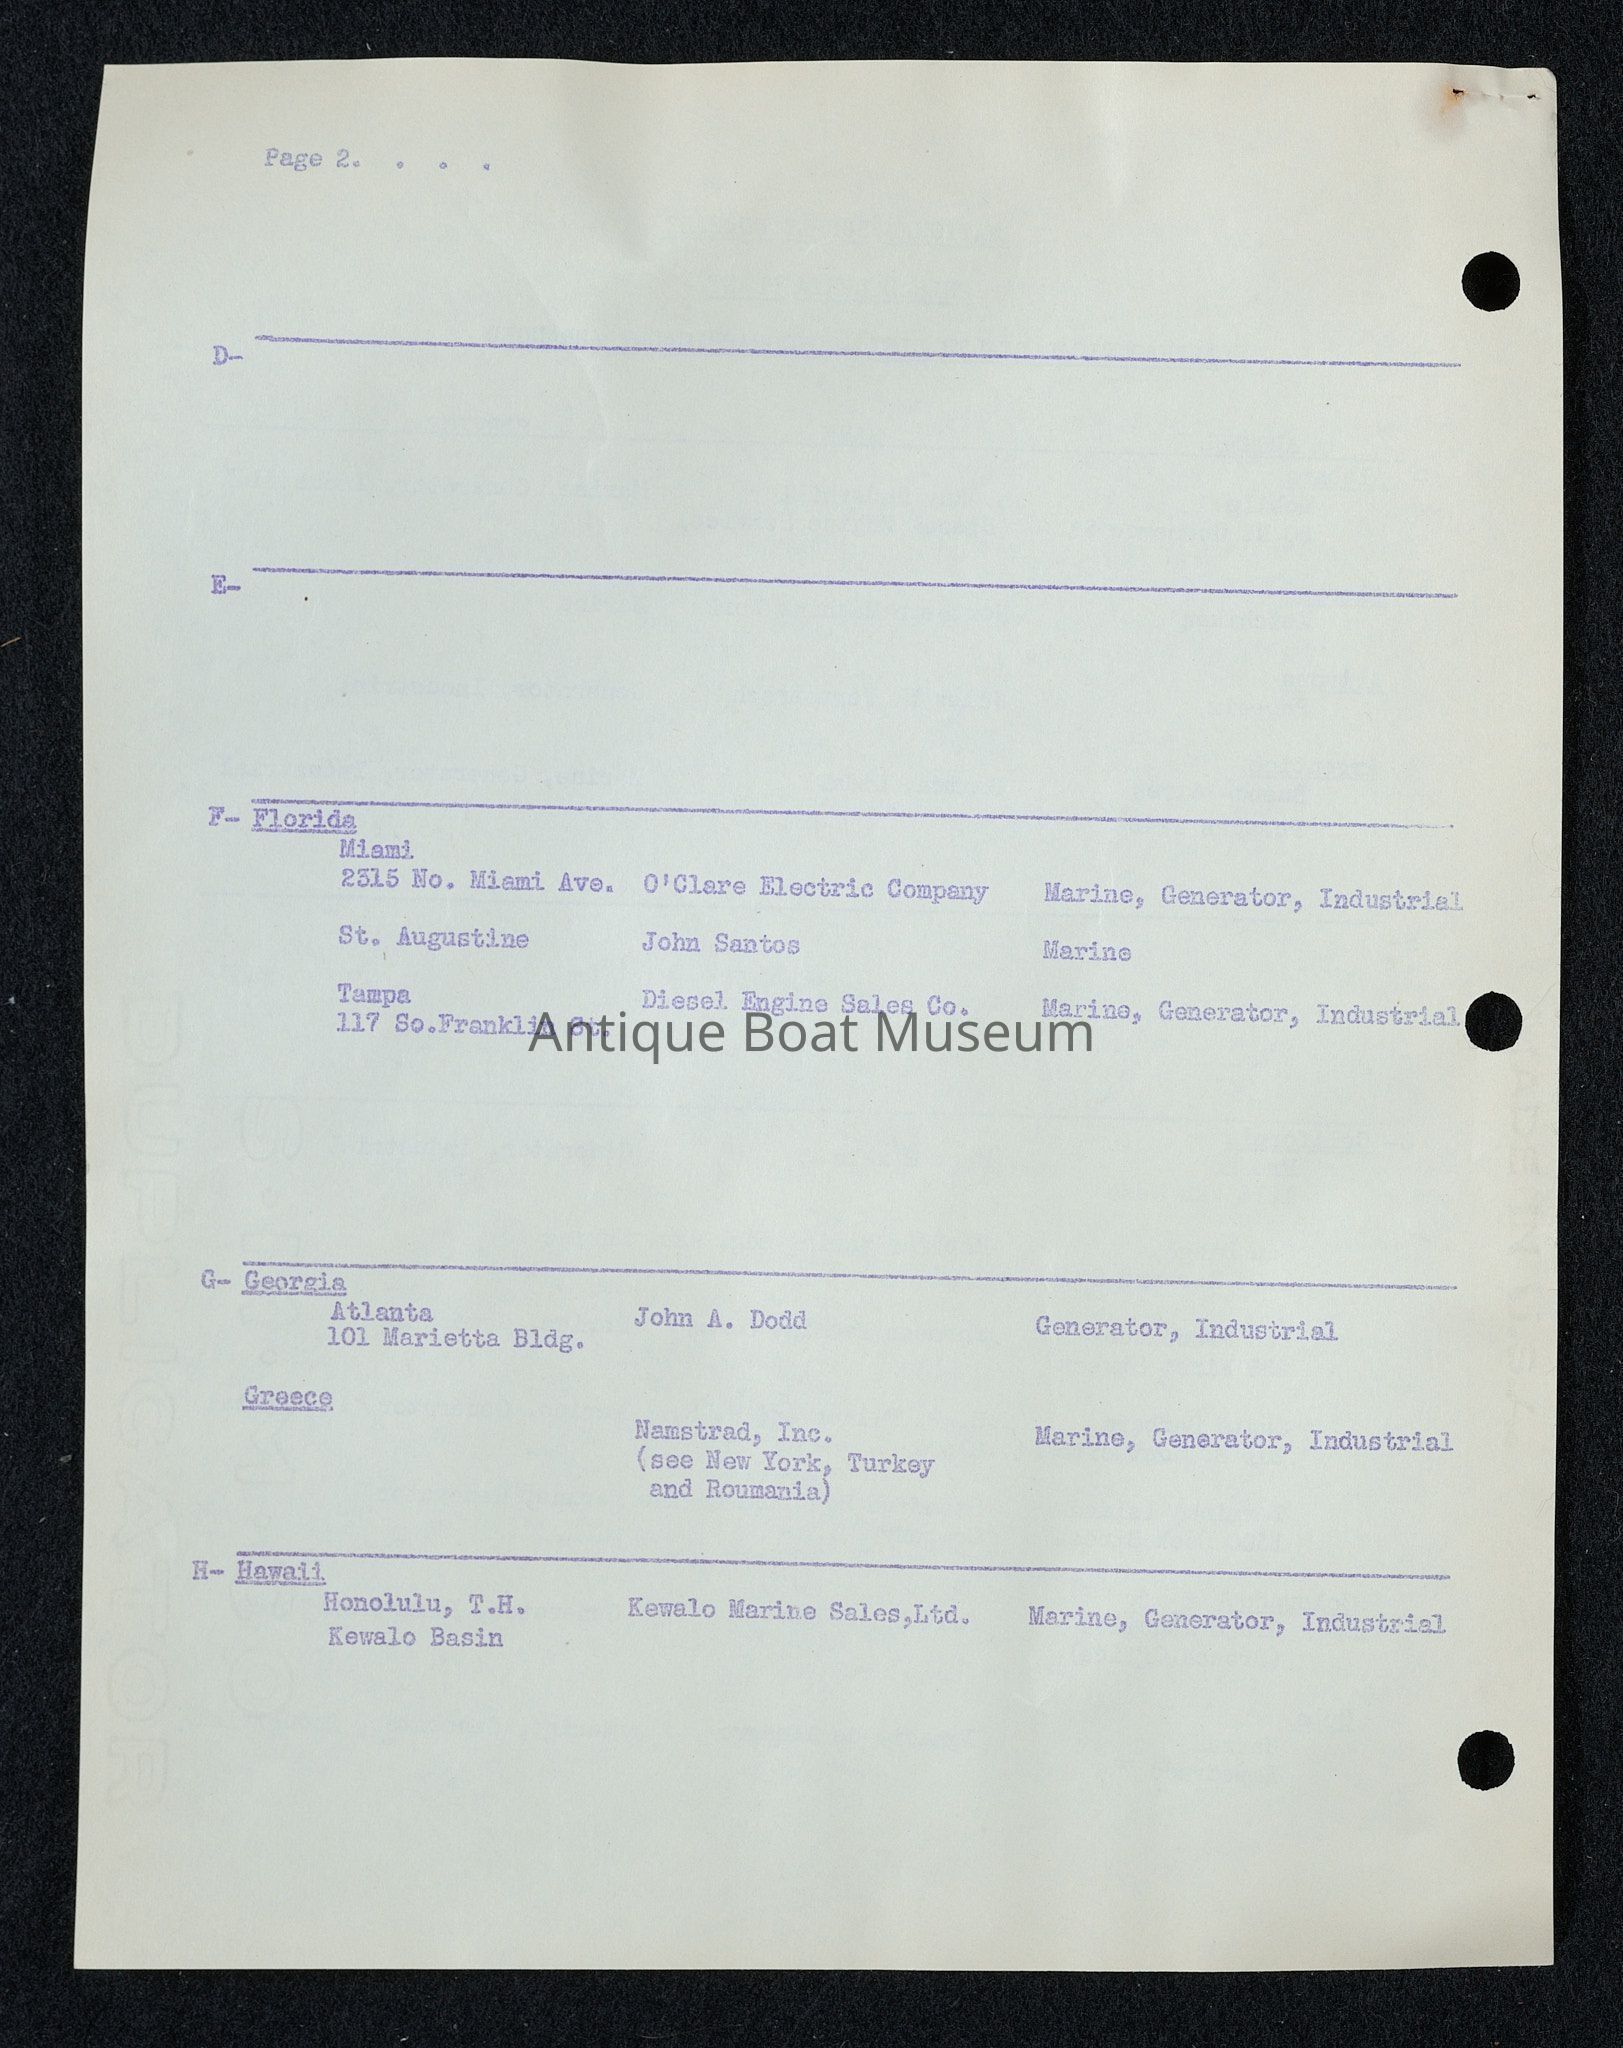 Page 2. . . .
D-
E-
F- Florida
Miami
2315 No. Miami Ave. O'Clare Electric Company Marine, Generator, Industrial
St. Augustine John Santos Marine
Tampa Diesel Engine Sales Co. Marine, Generator, Industrial
117 So.Franklin St.
Antique Boat Museum
G- Georgia
Atlanta John A. Dodd Generator, Industrial
101 Marietta Bldg.
Greece
Namstrad, Inc. Marine, Generator, Industrial
(see New York, Turkey
and Roumania)
H- Hawaii
Honolulu, T.H. Kewalo Marine Sales,Ltd. Marine, Generator, Industrial
Kewalo Basin